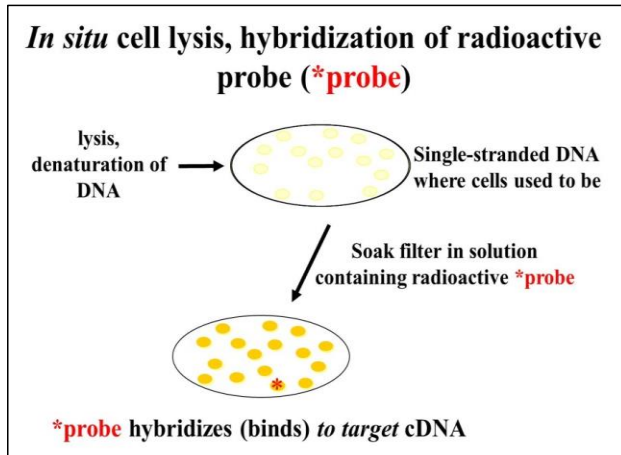 In situ cell lysis, hybridization of radioactive
probe (*probe)
lysis,
denaturation of
DNA
Single-stranded DNA
where cells used to be
Soak filter in solution
containing radioactive *probe
*
*probe hybridizes (binds) to target cDNA